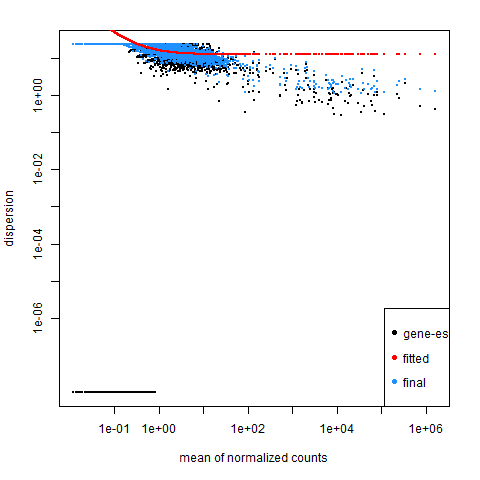 dispersion
1e+00
1e-02
1e-04
1e-06
gene-es
fitted
final
1e-01 1e+00 1e+02 1e+04 1e+06
mean of normalized counts